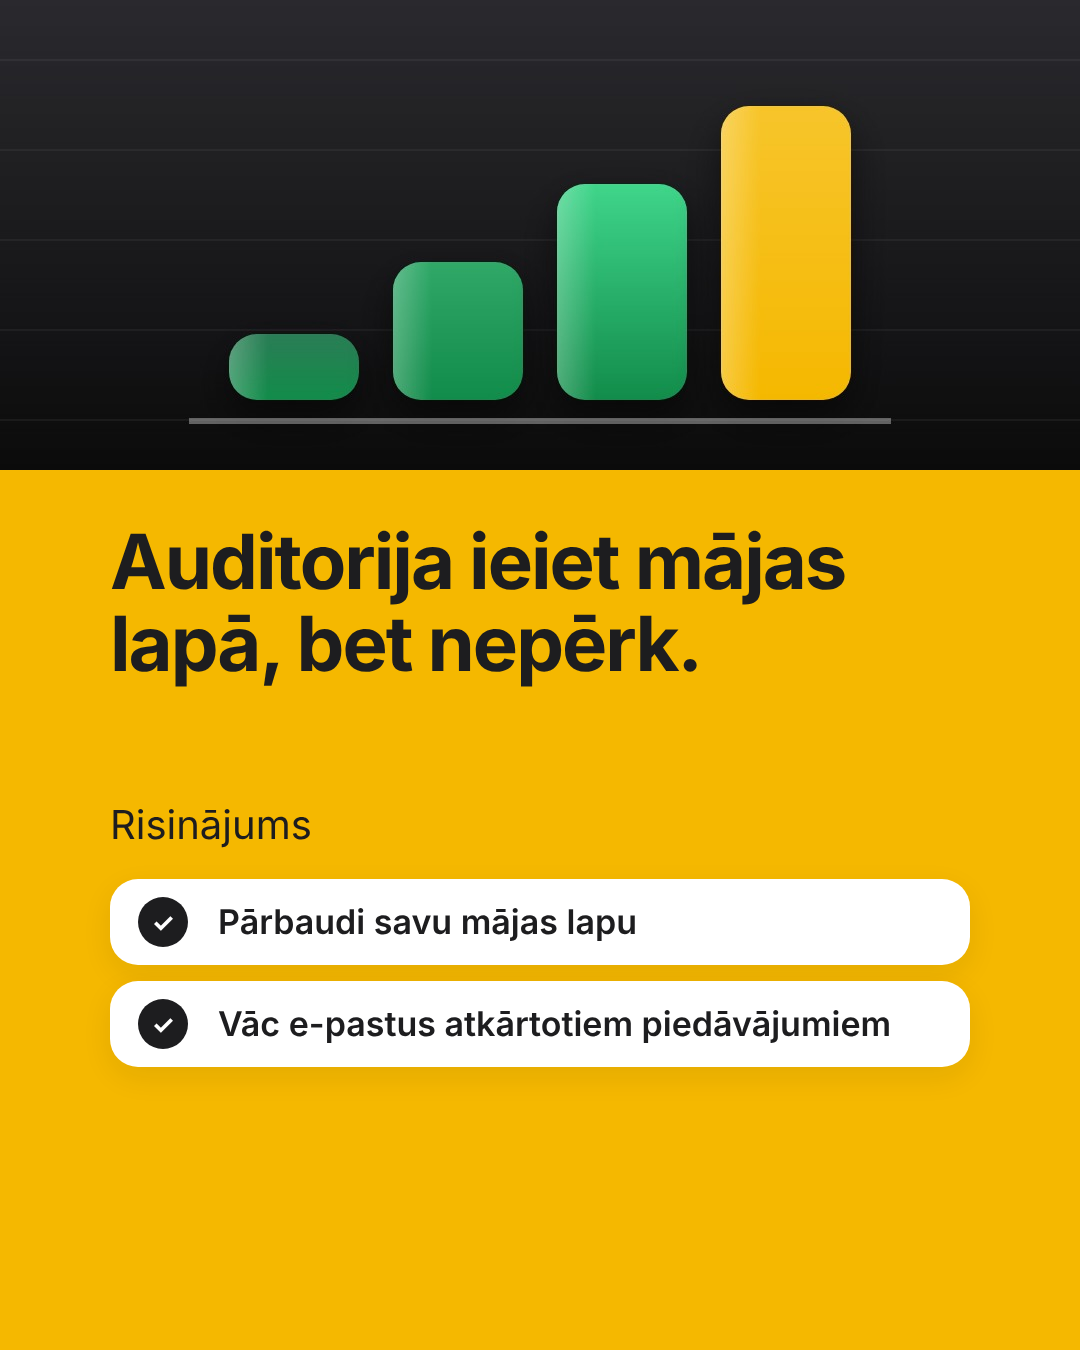 Auditorija ieiet mājas
lapā, bet nepērk.
Risinājums
Pārbaudi savu mājas lapu
Vāc e-pastus atkārtotiem piedāvājumiem